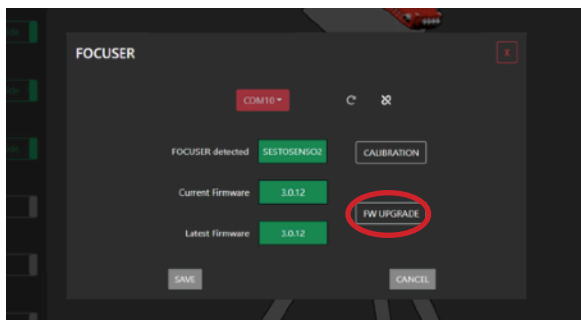 FOCUSER
X
COM10
FOCUSER detected SESTOSENSO2 CALIBRATION
Current Firmware 3.0.12
FW UPGRADE
Latest Firmware 3.0.12
SAVE CANCEL